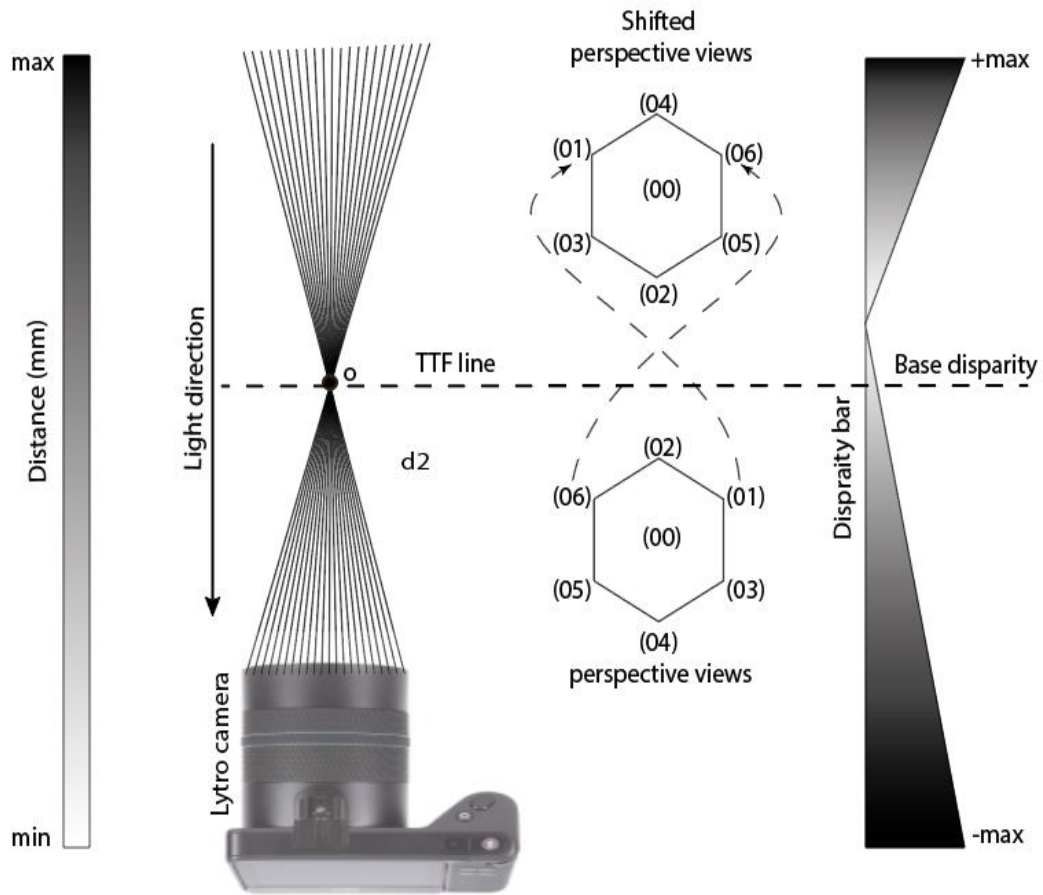 Shifted
perspective views
max
+max
(04)
(01)
(06)
(00)
(03)
(05)
(02)
Distance (mm)
Light direction
TTF line
o
Base disparity
d2
Dispraity bar
(02)
(06)
(01)
(00)
(05)
(03)
(04)
perspective views
Lytro camera
min
-max